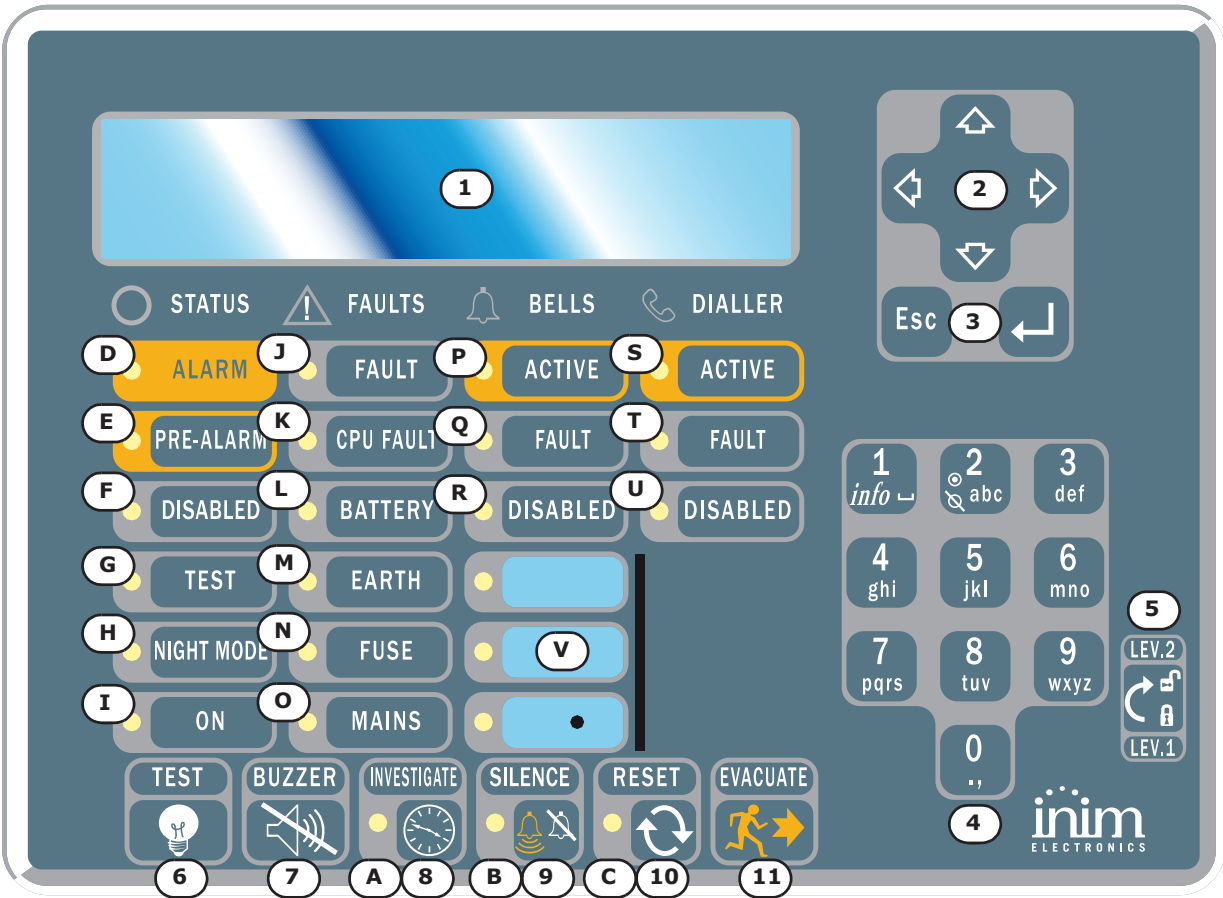 1
2
Esc 3
STATUS FAULTS BELLS DIALLER
D ALARM J FAULT P ACTIVE S ACTIVE
E PRE-ALARM K CPU FAULT Q FAULT T FAULT
F DISABLED L BATTERY R DISABLED U DISABLED
G TEST M EARTH
H NIGHT MODE N FUSE V
I ON O MAINS
1 2 3
info abc def
4 5 6
ghi jkl mno
7 8 9
pqrs tuv wxyz
0
.,
4
5
LEV.2
LEV.1
inim
ELECTRONICS
TEST BUZZER INVESTIGATE SILENCE RESET EVACUATE
6 7 A 8 B 9 C 10 11